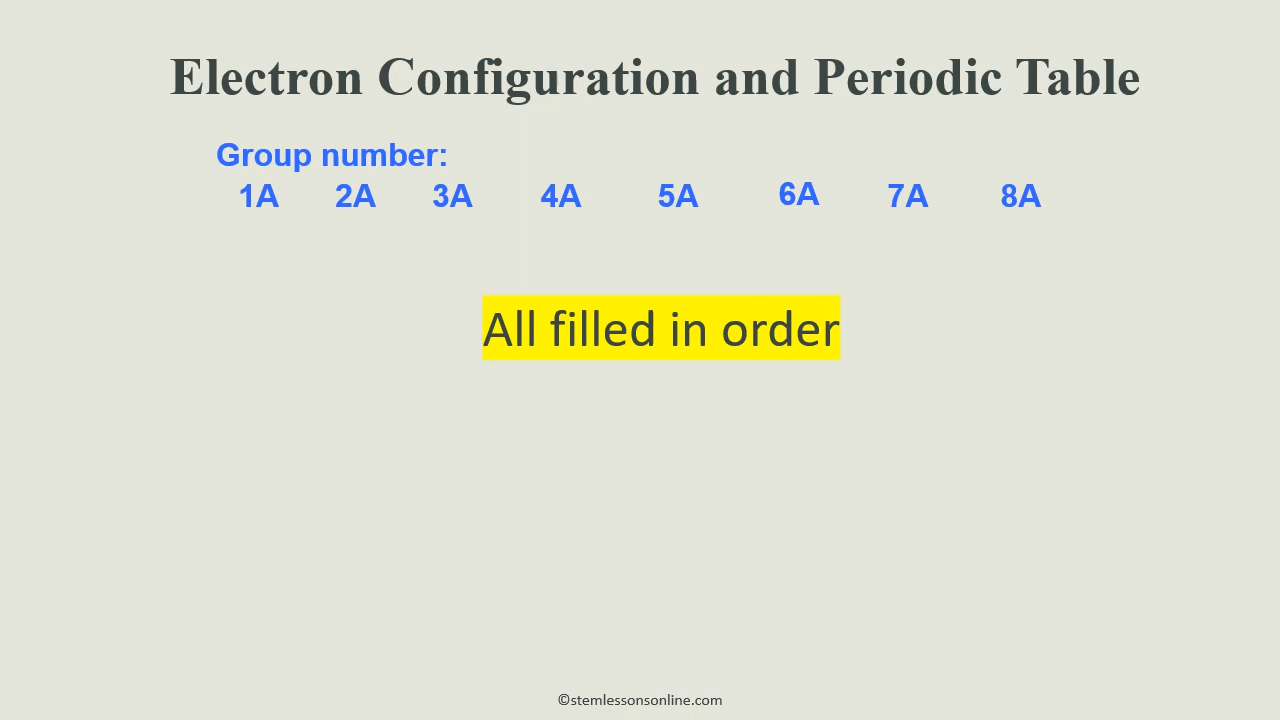 Electron Configuration and Periodic Table
Group number:
1A 2A 3A 4A 5A 6A 7A 8A
All filled in order
©stemlessonsonline.com